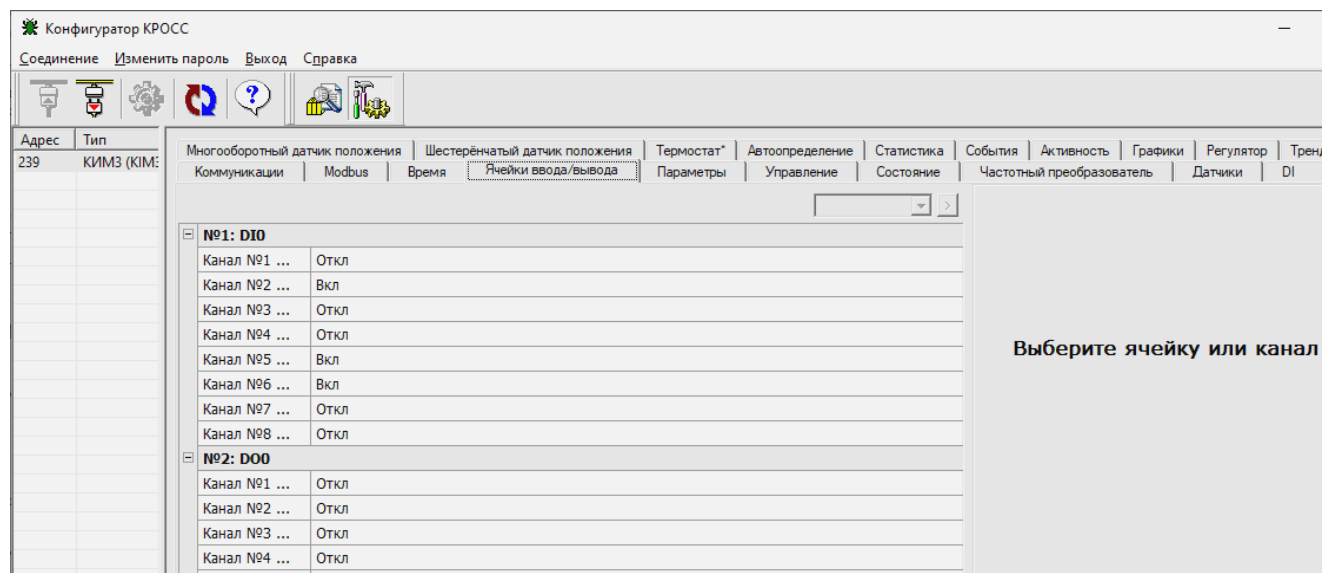 Конфигуратор КРОСС
Соединение Изменить пароль Выход Справка
Адрес Тип
239 КИМ3 (KIM3
Многооборотный датчик положения Шестерёнчатый датчик положения Термостат* Автоопределение Статистика События Активность Графики Регулятор Тренд
Коммуникации Modbus Время Ячейки ввода/вывода Параметры Управление Состояние Частотный преобразователь Датчики DI
№1: DI0
Канал №1 ... Откл
Канал №2 ... Вкл
Канал №3 ... Откл
Канал №4 ... Откл
Канал №5 ... Вкл
Канал №6 ... Вкл
Канал №7 ... Откл
Канал №8 ... Откл
Выберите ячейку или канал
№2: DO0
Канал №1 ... Откл
Канал №2 ... Откл
Канал №3 ... Откл
Канал №4 ... Откл